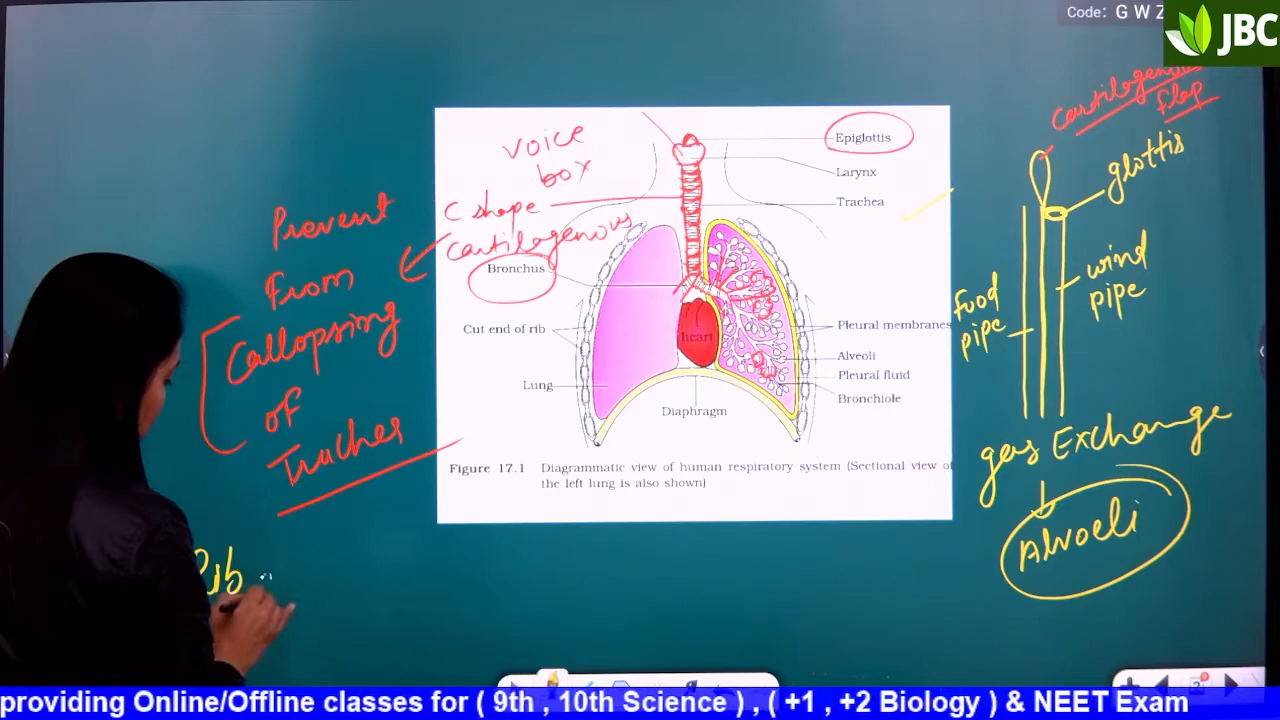 Code: G W Z
JBC
cartilogenous
flap
glottis
wind
pipe
Food
pipe
gas Exchange
Alvoeli
voice
box
C shape
cartilogenous
Prevent
From
Callopsing
of
Traches
Rib
Epiglottis
Larynx
Trachea
Bronchus
Cut end of rib
Lung
heart
Pleural membranes
Alveoli
Pleural fluid
Bronchiole
Diaphragm
Figure 17.1 Diagrammatic view of human respiratory system (Sectional view of
the left lung is also shown)
providing Online/Offline classes for ( 9th , 10th Science ) , ( +1 , +2 Biology ) & NEET Exam